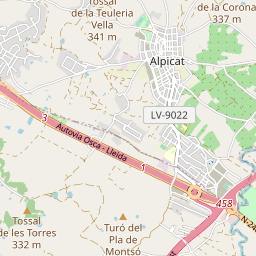 Tossal
de la Teuleria
Vella
341 m
de la Corona
337 m
Alpicat
LV-9022
3
Autovia Osca - Lleida
1
458
N-24
Tossal
de les Torres
332 m
Turó del
Pla de
Montsó